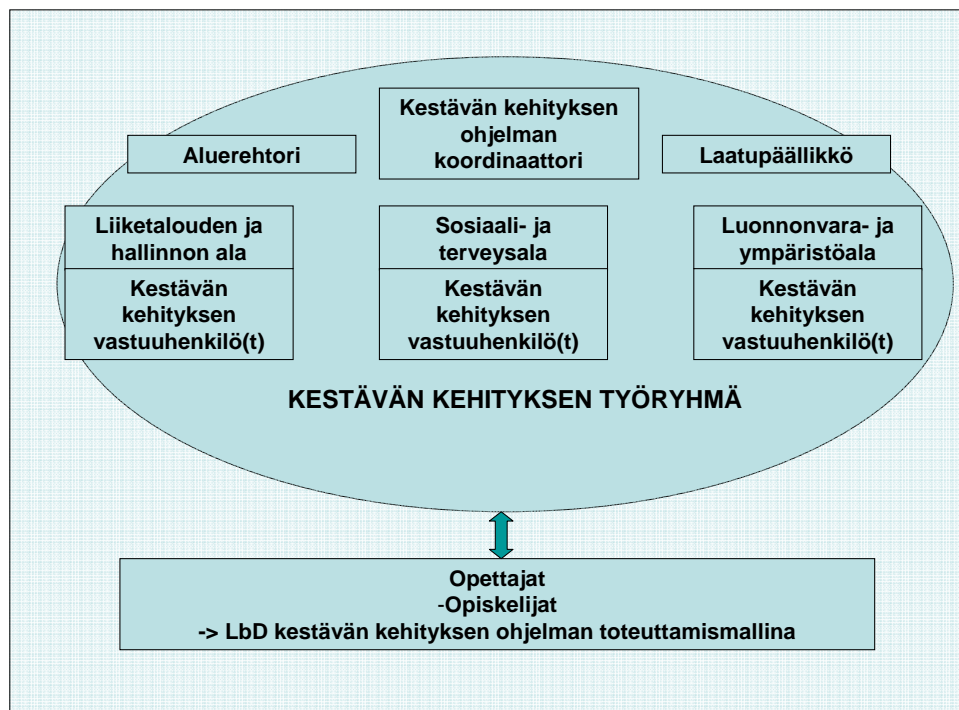 Kestävän kehityksen
ohjelman
koordinaattori
Aluerehtori
Laatupäällikkö
Liiketalouden ja
hallinnon ala
Kestävän
kehityksen
vastuuhenkilö(t)
Sosiaali- ja
terveysala
Kestävän
kehityksen
vastuuhenkilö(t)
Luonnonvara- ja
ympäristöala
Kestävän
kehityksen
vastuuhenkilö(t)
KESTÄVÄN KEHITYKSEN TYÖRYHMÄ
Opettajat
-Opiskelijat
-> LbD kestävän kehityksen ohjelman toteuttamismallina